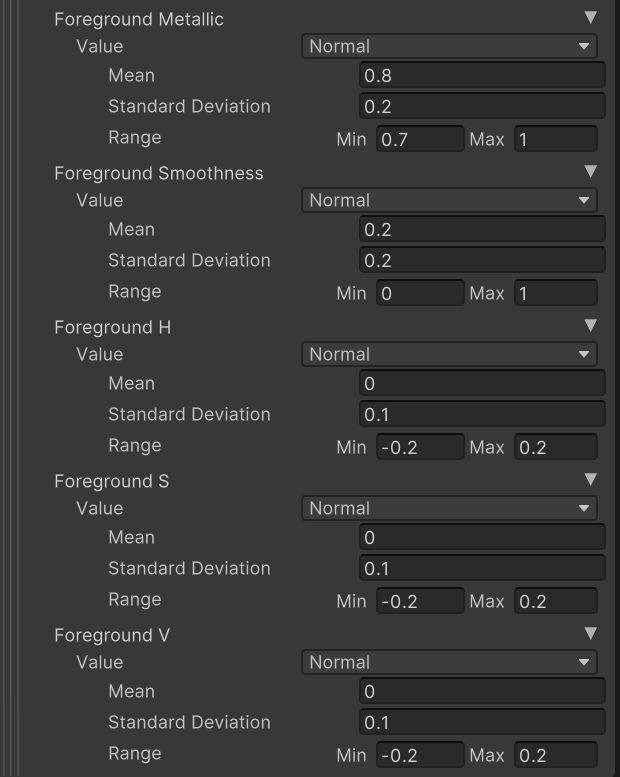 Foreground Metallic
Value Normal
Mean 0.8
Standard Deviation 0.2
Range Min 0.7 Max 1
Foreground Smoothness
Value Normal
Mean 0.2
Standard Deviation 0.2
Range Min 0 Max 1
Foreground H
Value Normal
Mean 0
Standard Deviation 0.1
Range Min -0.2 Max 0.2
Foreground S
Value Normal
Mean 0
Standard Deviation 0.1
Range Min -0.2 Max 0.2
Foreground V
Value Normal
Mean 0
Standard Deviation 0.1
Range Min -0.2 Max 0.2